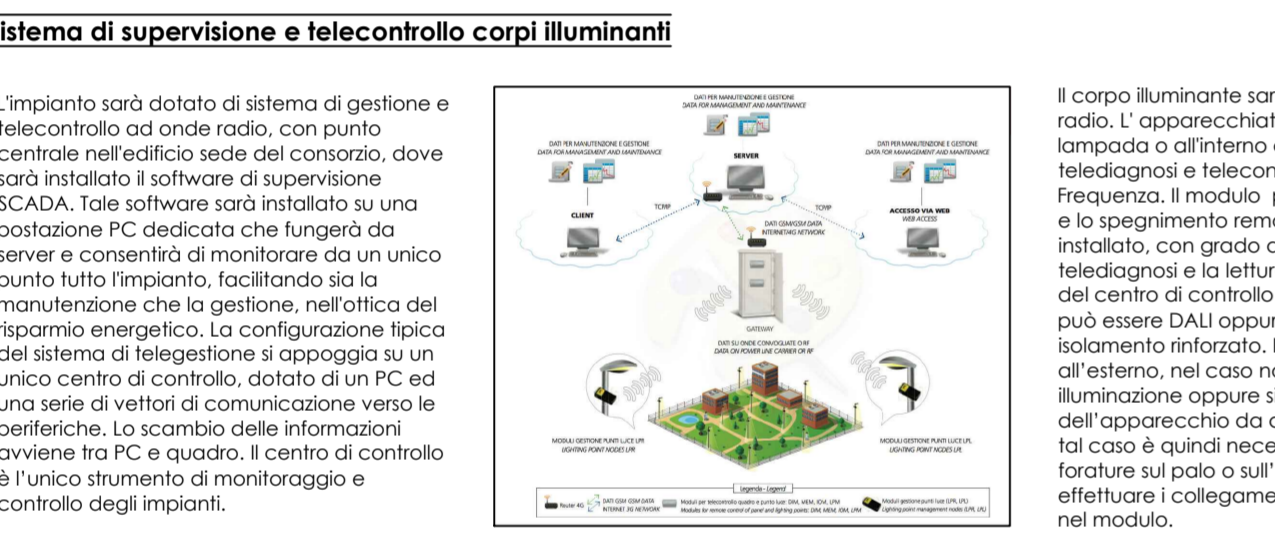 istema di supervisione e telecontrollo corpi illuminanti
L'impianto sarà dotato di sistema di gestione e
telecontrollo ad onde radio, con punto
centrale nell'edificio sede del consorzio, dove
sarà installato il software di supervisione
SCADA. Tale software sarà installato su una
postazione PC dedicata che fungerà da
server e consentirà di monitorare da un unico
punto tutto l'impianto, facilitando sia la
manutenzione che la gestione, nell'ottica del
risparmio energetico. La configurazione tipica
del sistema di telegestione si appoggia su un
unico centro di controllo, dotato di un PC ed
una serie di vettori di comunicazione verso le
periferiche. Lo scambio delle informazioni
avviene tra PC e quadro. Il centro di controllo
è l'unico strumento di monitoraggio e
controllo degli impianti.
DATI PER MANUTENZIONE E GESTIONE
DATA FOR MANAGEMENT AND MAINTENANCE
DATI PER MANUTENZIONE E GESTIONE
DATA FOR MANAGEMENT AND MAINTENANCE
SERVER
DATI PER MANUTENZIONE E GESTIONE
DATA FOR MANAGEMENT AND MAINTENANCE
CLIENT
TCP/IP
TCP/IP
ACCESSO VIA WEB
WEB ACCESS
DATI GSM/GSM DATA
INTERNET/4G NETWORK
GATEWAY
DATI SU ONDE CONVOGLIATE O RF
DATA ON POWER LINE CARRIER OR RF
MODULI GESTIONE PUNTI LUCE LPR
LIGHTING POINT NODES LPR
MODULI GESTIONE PUNTI LUCE LPL
LIGHTING POINT NODES LPL
Legenda - Legend
Router 4G
DATI GSM GSM DATA
INTERNET 3G NETWORK
Moduli per telecontrollo quadro e punto luce: DIM, MEM, IOM, LPM
Modules for remote control of panel and lighting points: DIM, MEM, IOM, LPM
Moduli gestione punti luce (LPR, LPL)
Lighting point management nodes (LPR, LPL)
Il corpo illuminante sar
radio. L' apparecchiat
lampada o all'interno
telediagnosi e telecon
Frequenza. Il modulo p
e lo spegnimento remo
installato, con grado
telediagnosi e la lettur
del centro di controllo
può essere DALI oppur
isolamento rinforzato.
all'esterno, nel caso no
illuminazione oppure s
dell'apparecchio da
tal caso è quindi nece
forature sul palo o sull'
effettuare i collegame
nel modulo.